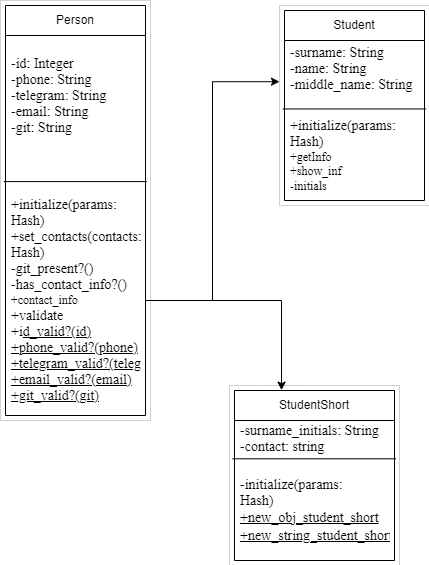 Person
-id: Integer
-phone: String
-telegram: String
-email: String
-git: String
+initialize(params:
Hash)
+set_contacts(contacts:
Hash)
-git_present?()
-has_contact_info?()
+contact_info
+validate
+id_valid?(id)
+phone_valid?(phone)
+telegram_valid?(teleg
+email_valid?(email)
+git_valid?(git)
Student
-surname: String
-name: String
-middle_name: String
+initialize(params:
Hash)
+getInfo
+show_inf
-initials
StudentShort
-surname_initials: String
-contact: string
-initialize(params:
Hash)
+new_obj_student_short
+new_string_student_short